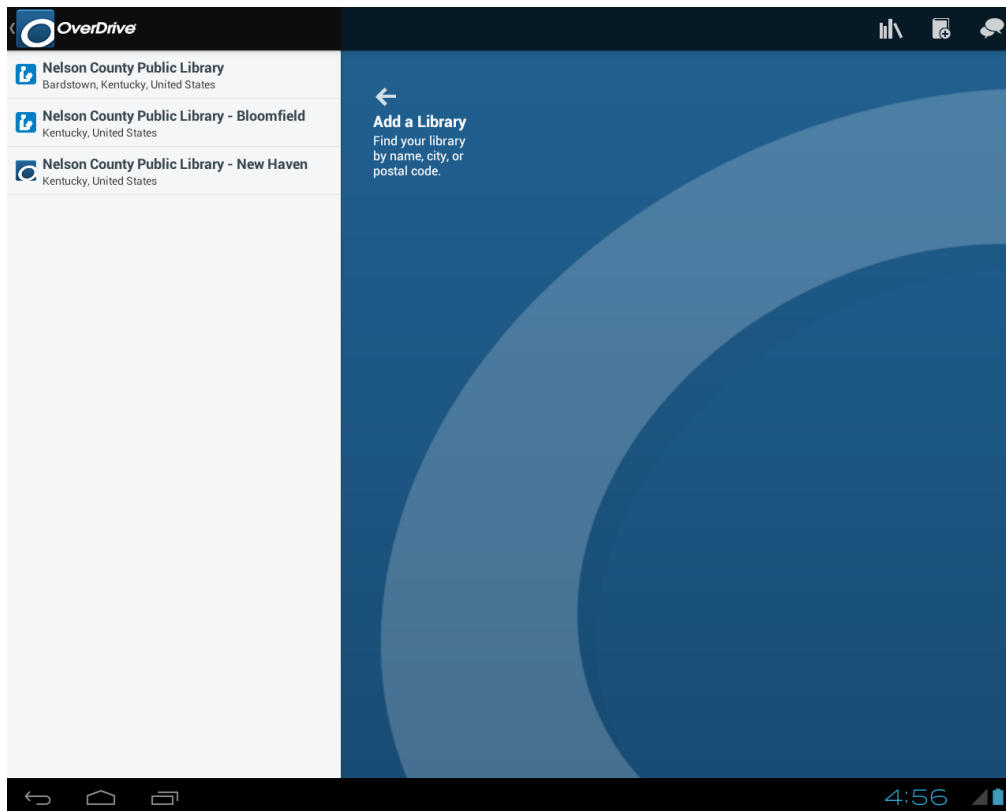 OverDrive
Nelson County Public Library
Bardstown, Kentucky, United States
Nelson County Public Library - Bloomfield
Kentucky, United States
Nelson County Public Library - New Haven
Kentucky, United States
Add a Library
Find your library
by name, city, or
postal code.
4:56